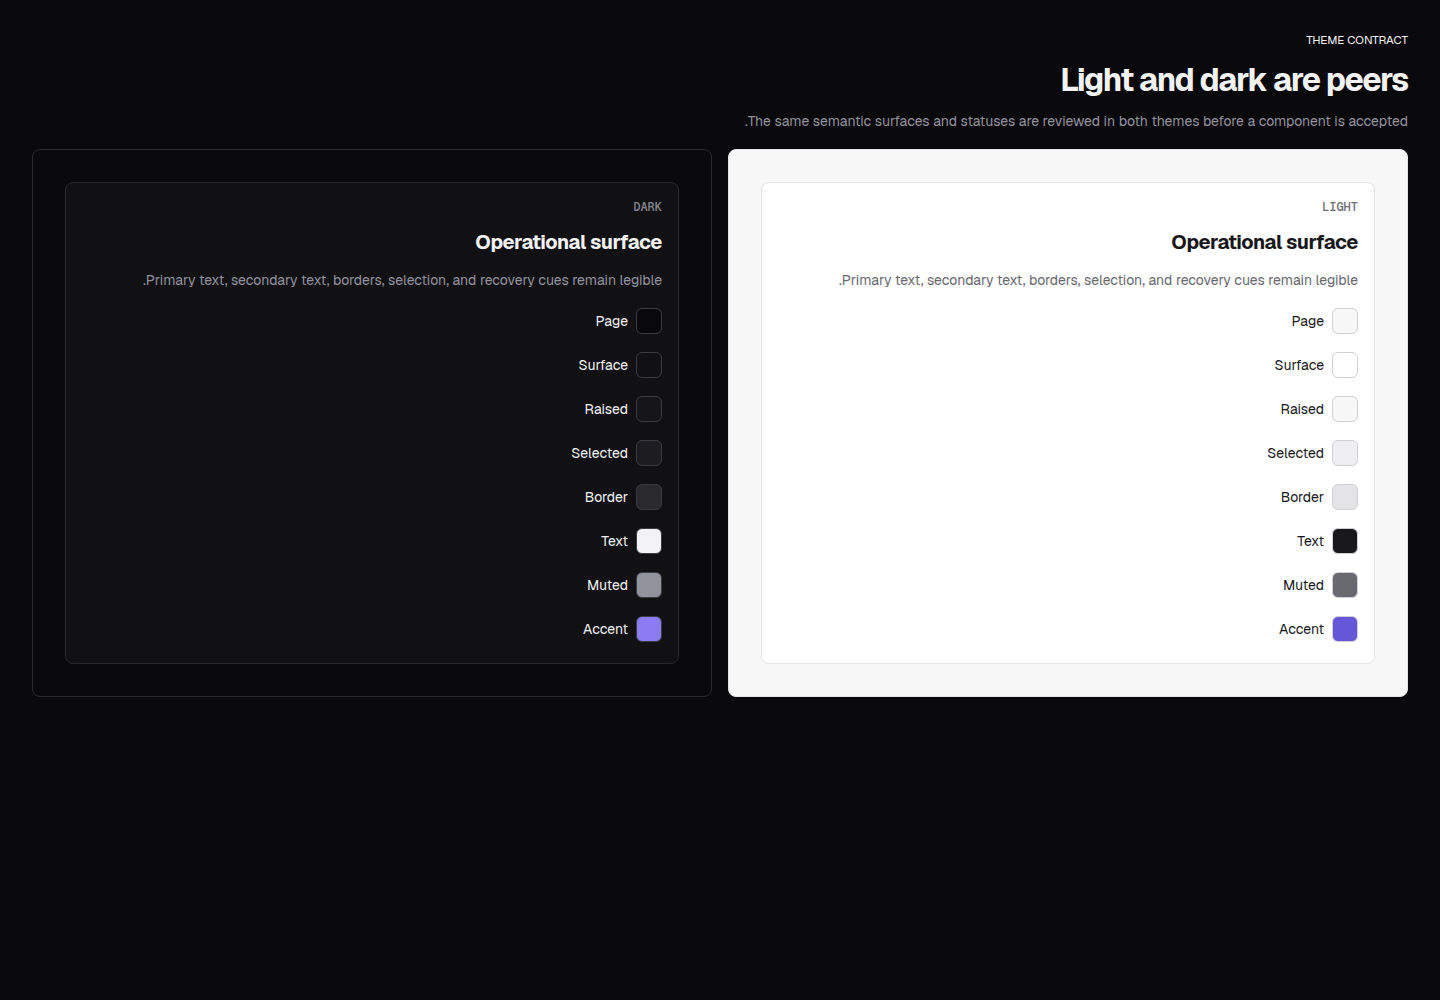 THEME CONTRACT
Light and dark are peers
.The same semantic surfaces and statuses are reviewed in both themes before a component is accepted
LIGHT
Operational surface
.Primary text, secondary text, borders, selection, and recovery cues remain legible
Page
Surface
Raised
Selected
Border
Text
Muted
Accent
DARK
Operational surface
.Primary text, secondary text, borders, selection, and recovery cues remain legible
Page
Surface
Raised
Selected
Border
Text
Muted
Accent